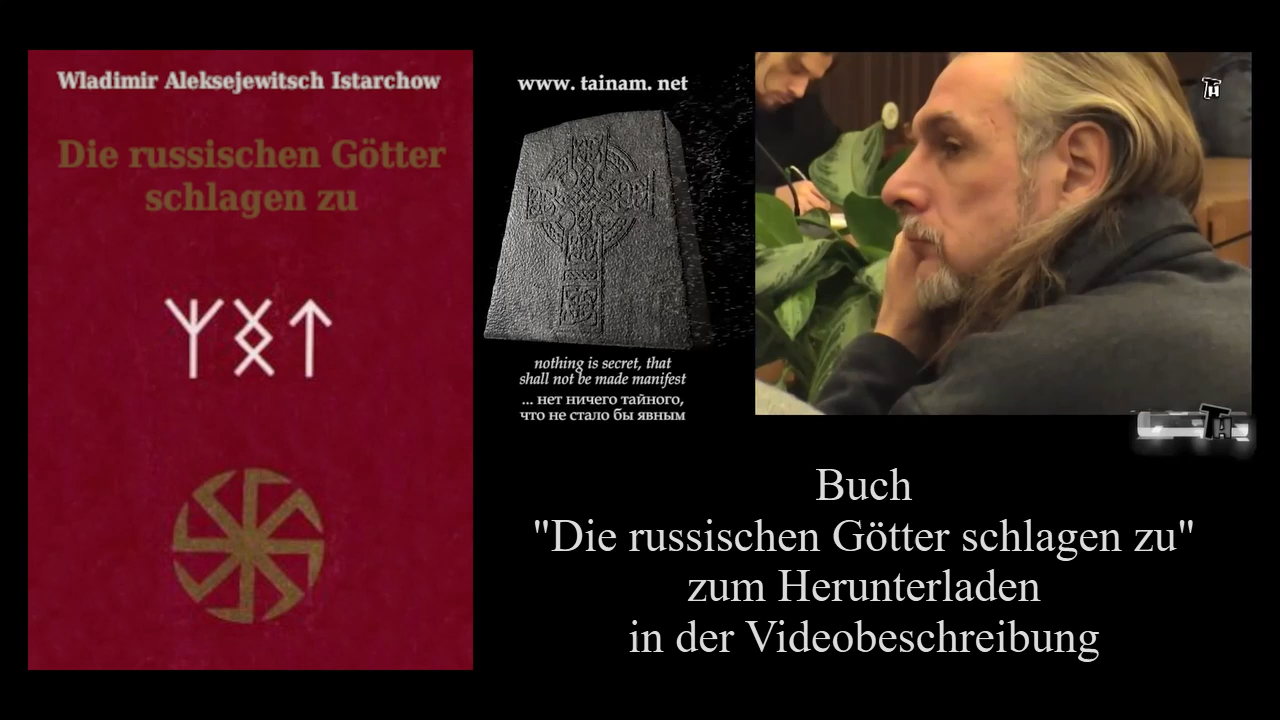 Wladimir Aleksejewitsch Istarchow
Die russischen Götter
schlagen zu
ᛉᛝᛏ
www. tainam. net
nothing is secret, that
shall not be made manifest
... нет ничего тайного,
что не стало бы явным
Buch
"Die russischen Götter schlagen zu"
zum Herunterladen
in der Videobeschreibung